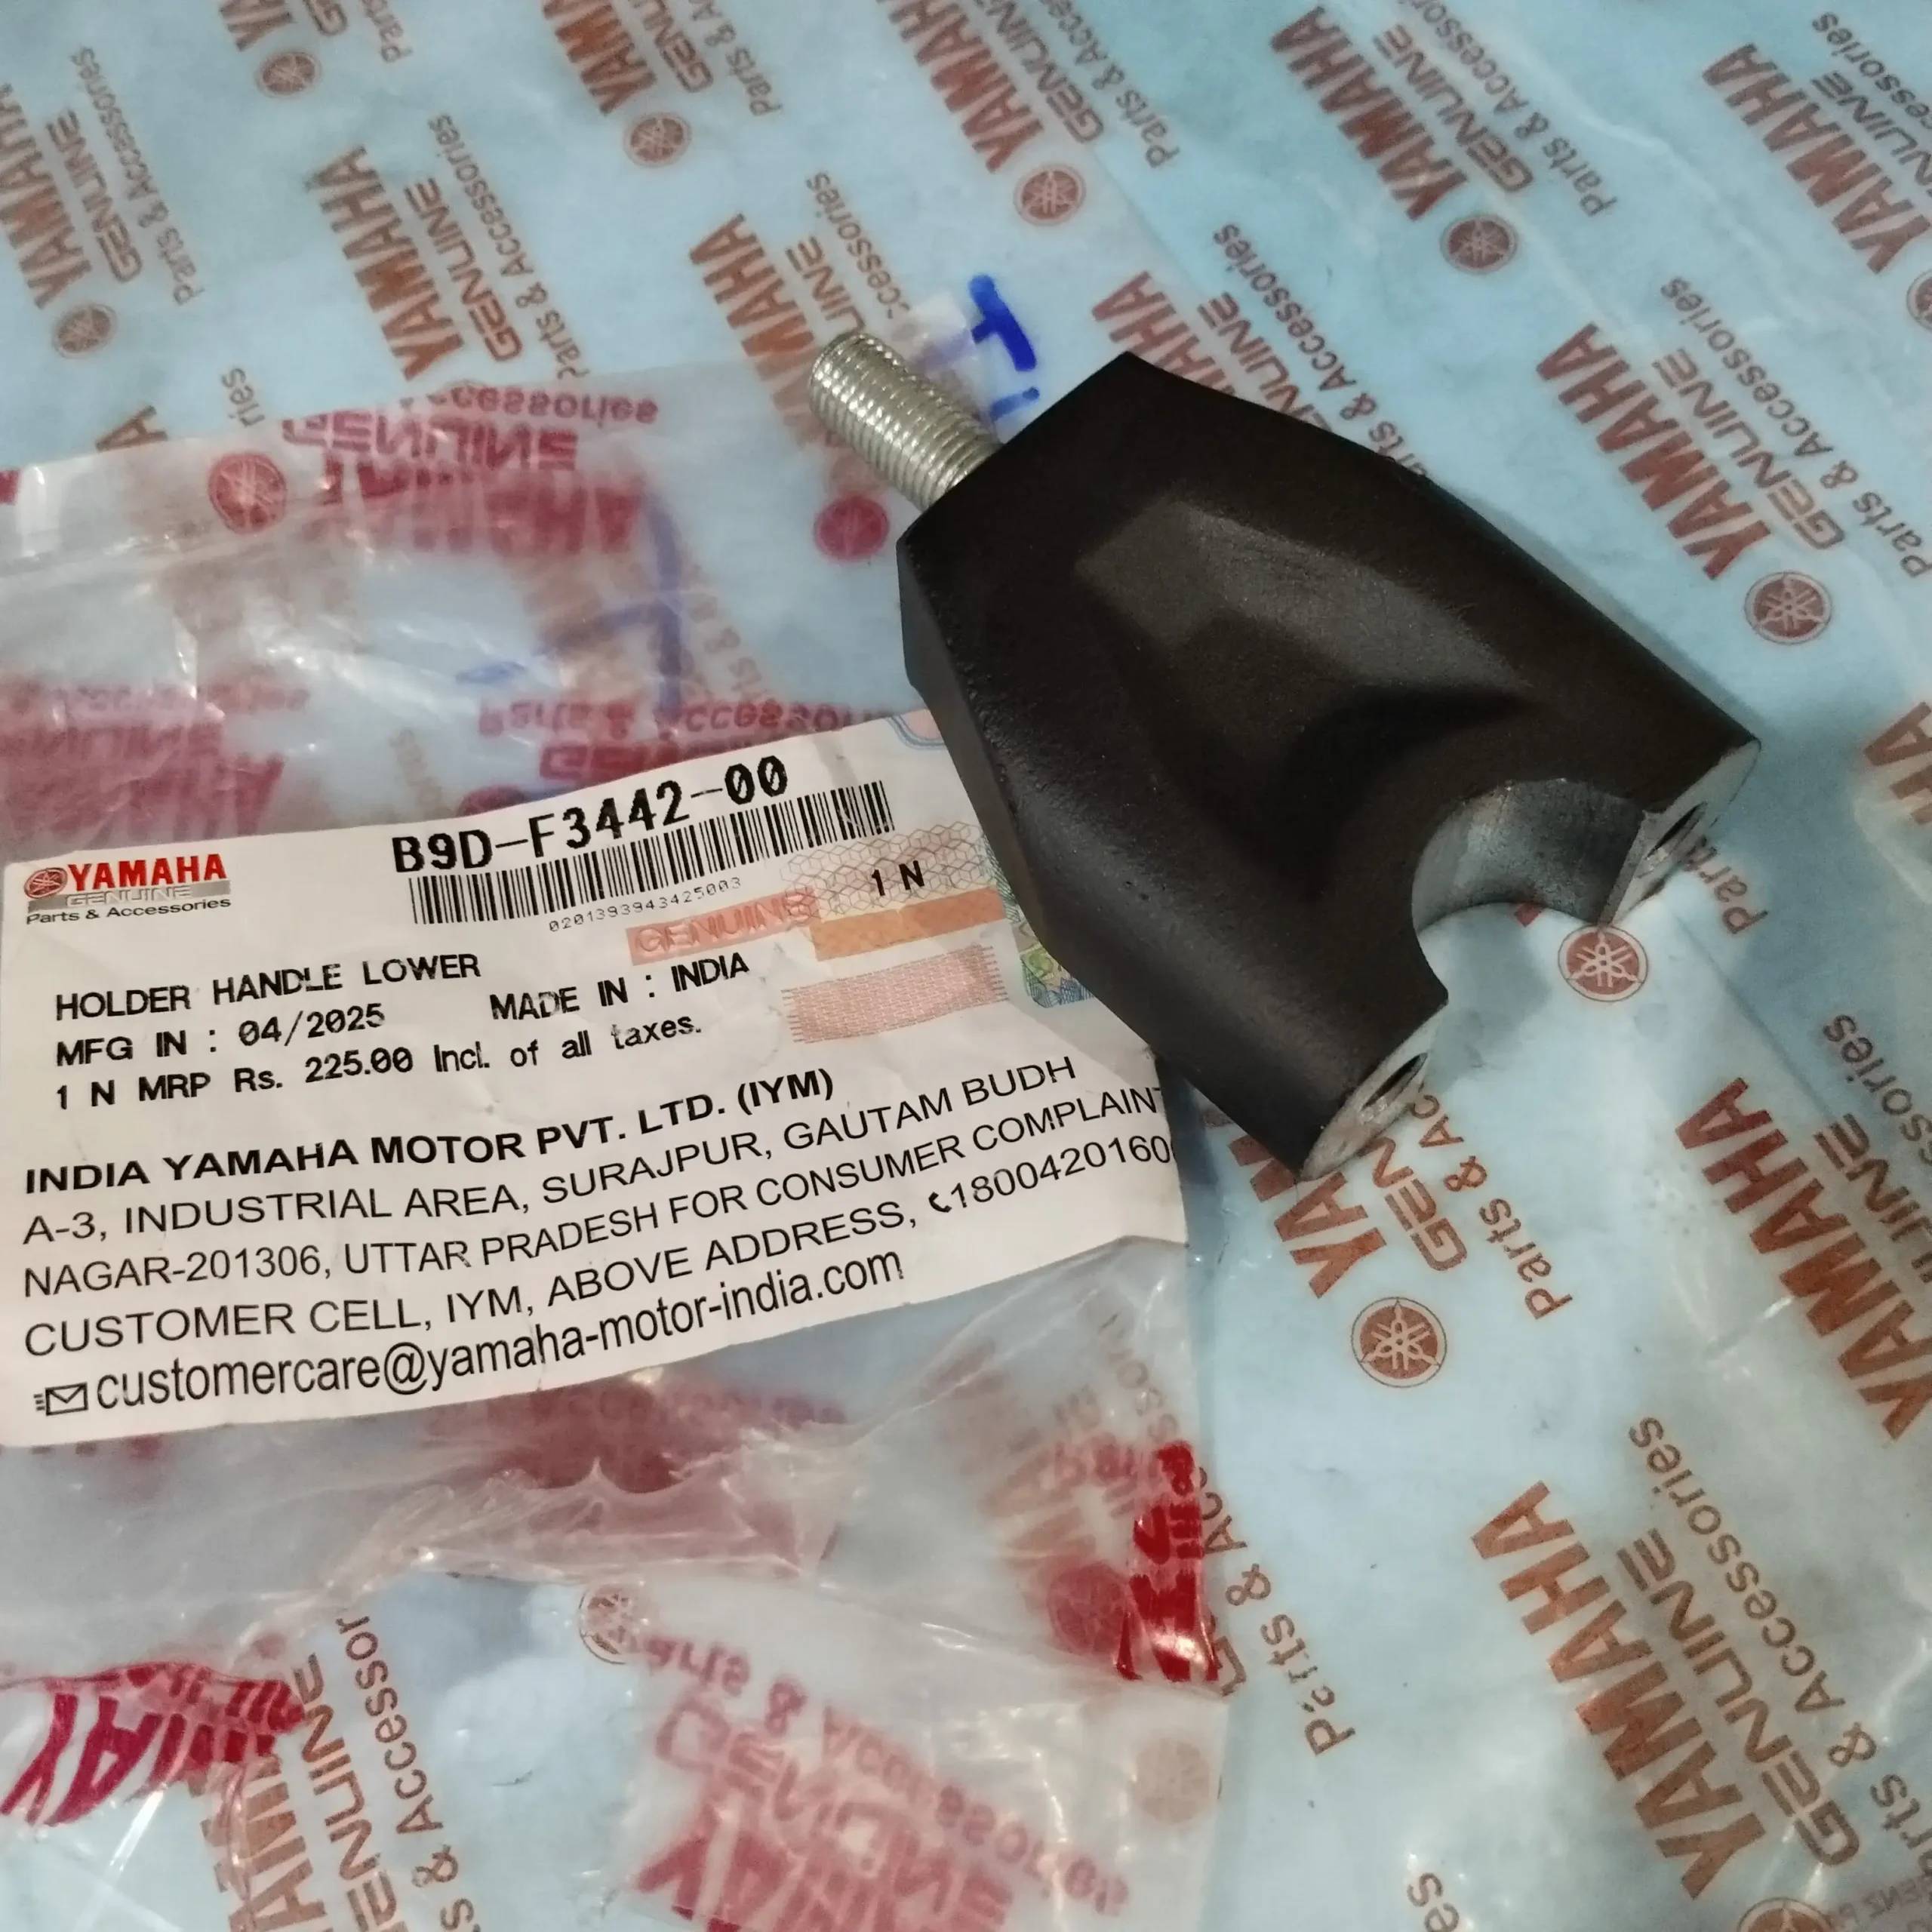 B9D-F3442-00
YAMAHA
GENUINE
Parts & Accessories
0201393943425003
1 N
GENUINE
HOLDER HANDLE LOWER
MFG IN : 04/2025 MADE IN : INDIA
1 N MRP Rs. 225.00 Incl. of all taxes.
INDIA YAMAHA MOTOR PVT. LTD. (IYM)
A-3, INDUSTRIAL AREA, SURAJPUR, GAUTAM BUDH
NAGAR-201306, UTTAR PRADESH FOR CONSUMER COMPLAINT
CUSTOMER CELL, IYM, ABOVE ADDRESS, 1800420160
customercare@yamaha-motor-india.com
YAMAHA
GENUINE
Parts & Accessories